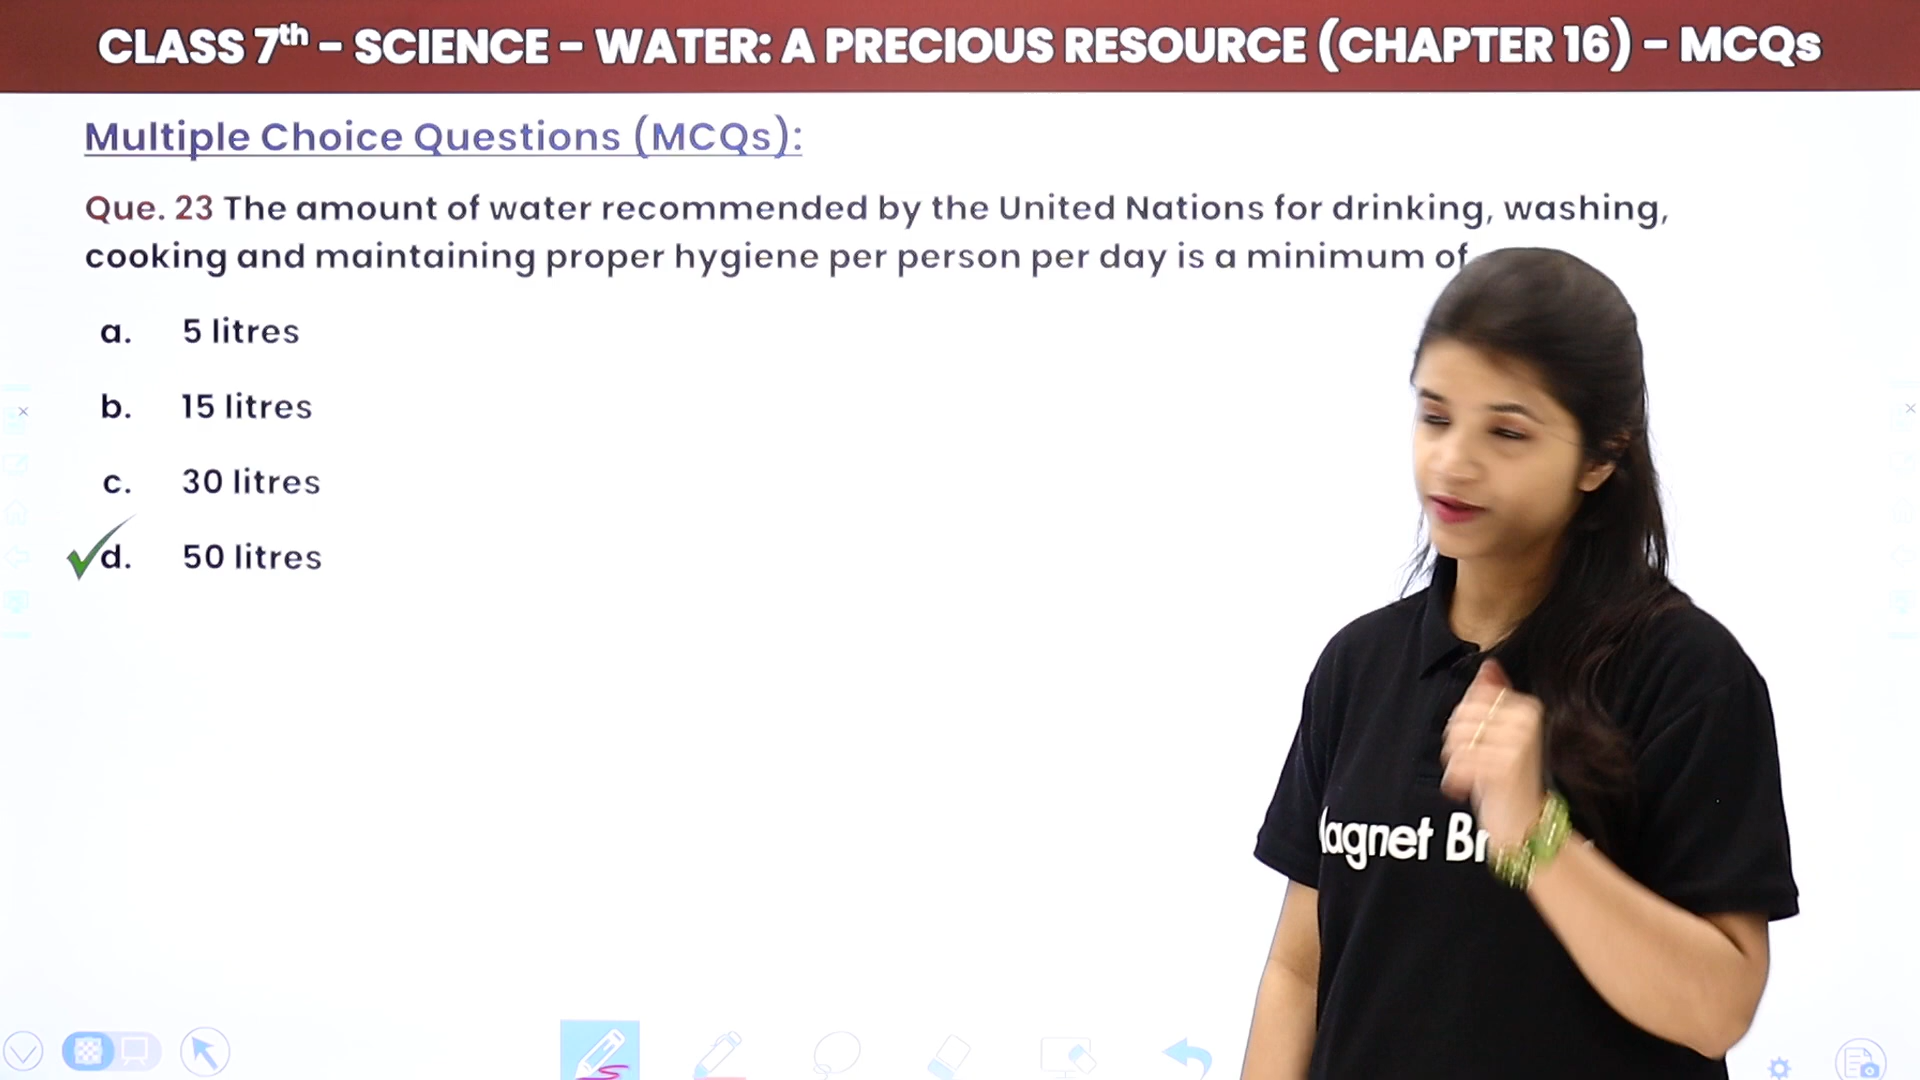 CLASS 7th – SCIENCE – WATER: A PRECIOUS RESOURCE (CHAPTER 16) – MCQs
Multiple Choice Questions (MCQs):
Que. 23 The amount of water recommended by the United Nations for drinking, washing,
cooking and maintaining proper hygiene per person per day is a minimum of
a. 5 litres
b. 15 litres
c. 30 litres
d. 50 litres
agnet Br